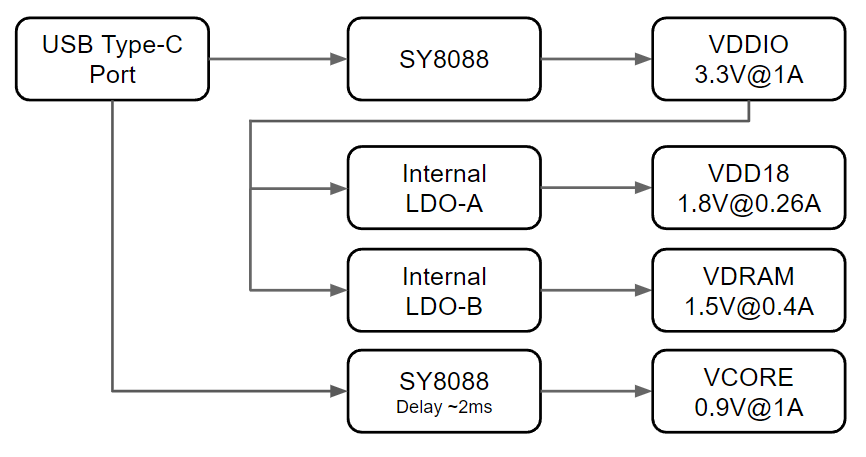 USB Type-C
Port
SY8088
VDDIO
3.3V@1A
Internal
LDO-A
VDD18
1.8V@0.26A
Internal
LDO-B
VDRAM
1.5V@0.4A
SY8088
Delay ~2ms
VCORE
0.9V@1A